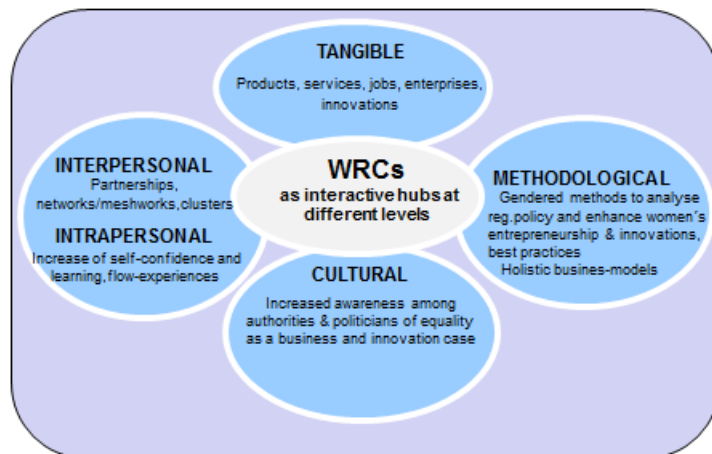 TANGIBLE
Products, services, jobs, enterprises,
innovations
INTERPERSONAL
Partnerships,
networks/meshworks,clusters
INTRAPERSONAL
Increase of self-confidence and
learning,flow-experiences
WRCs
as interactive hubs at
different levels
METHODOLOGICAL
Gendered methods to analyse
reg.policy and enhance women´s
entrepreneurship & innovations,
best practices
Holistic busines-models
CULTURAL
Increased awareness among
authorities & politicians of equality
as a business and innovation case